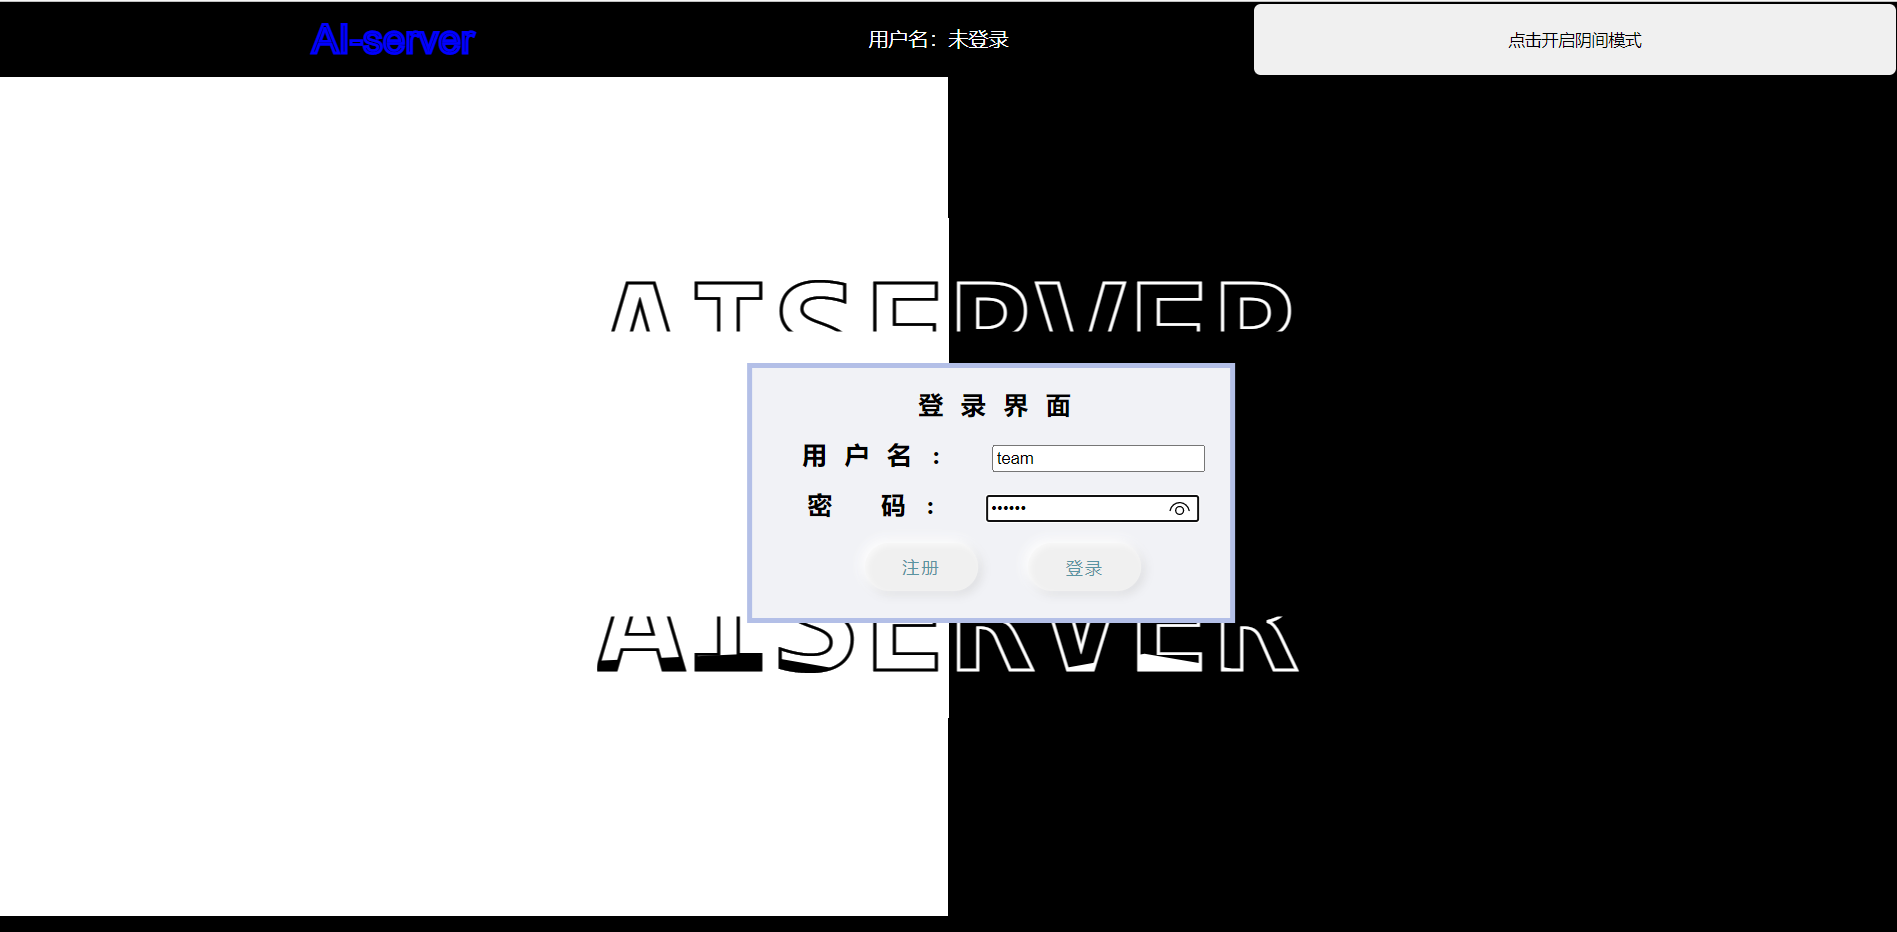 AI-server
用户名：未登录
点击开启阴间模式
AISERVER
登录界面
用户名：
team
密 码：
••••••
注册
登录
AISERVER